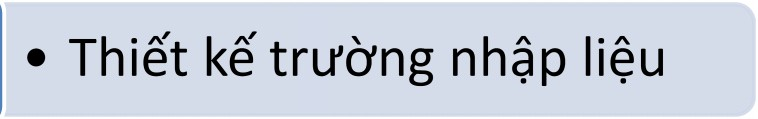 • Thiết kế trường nhập liệu